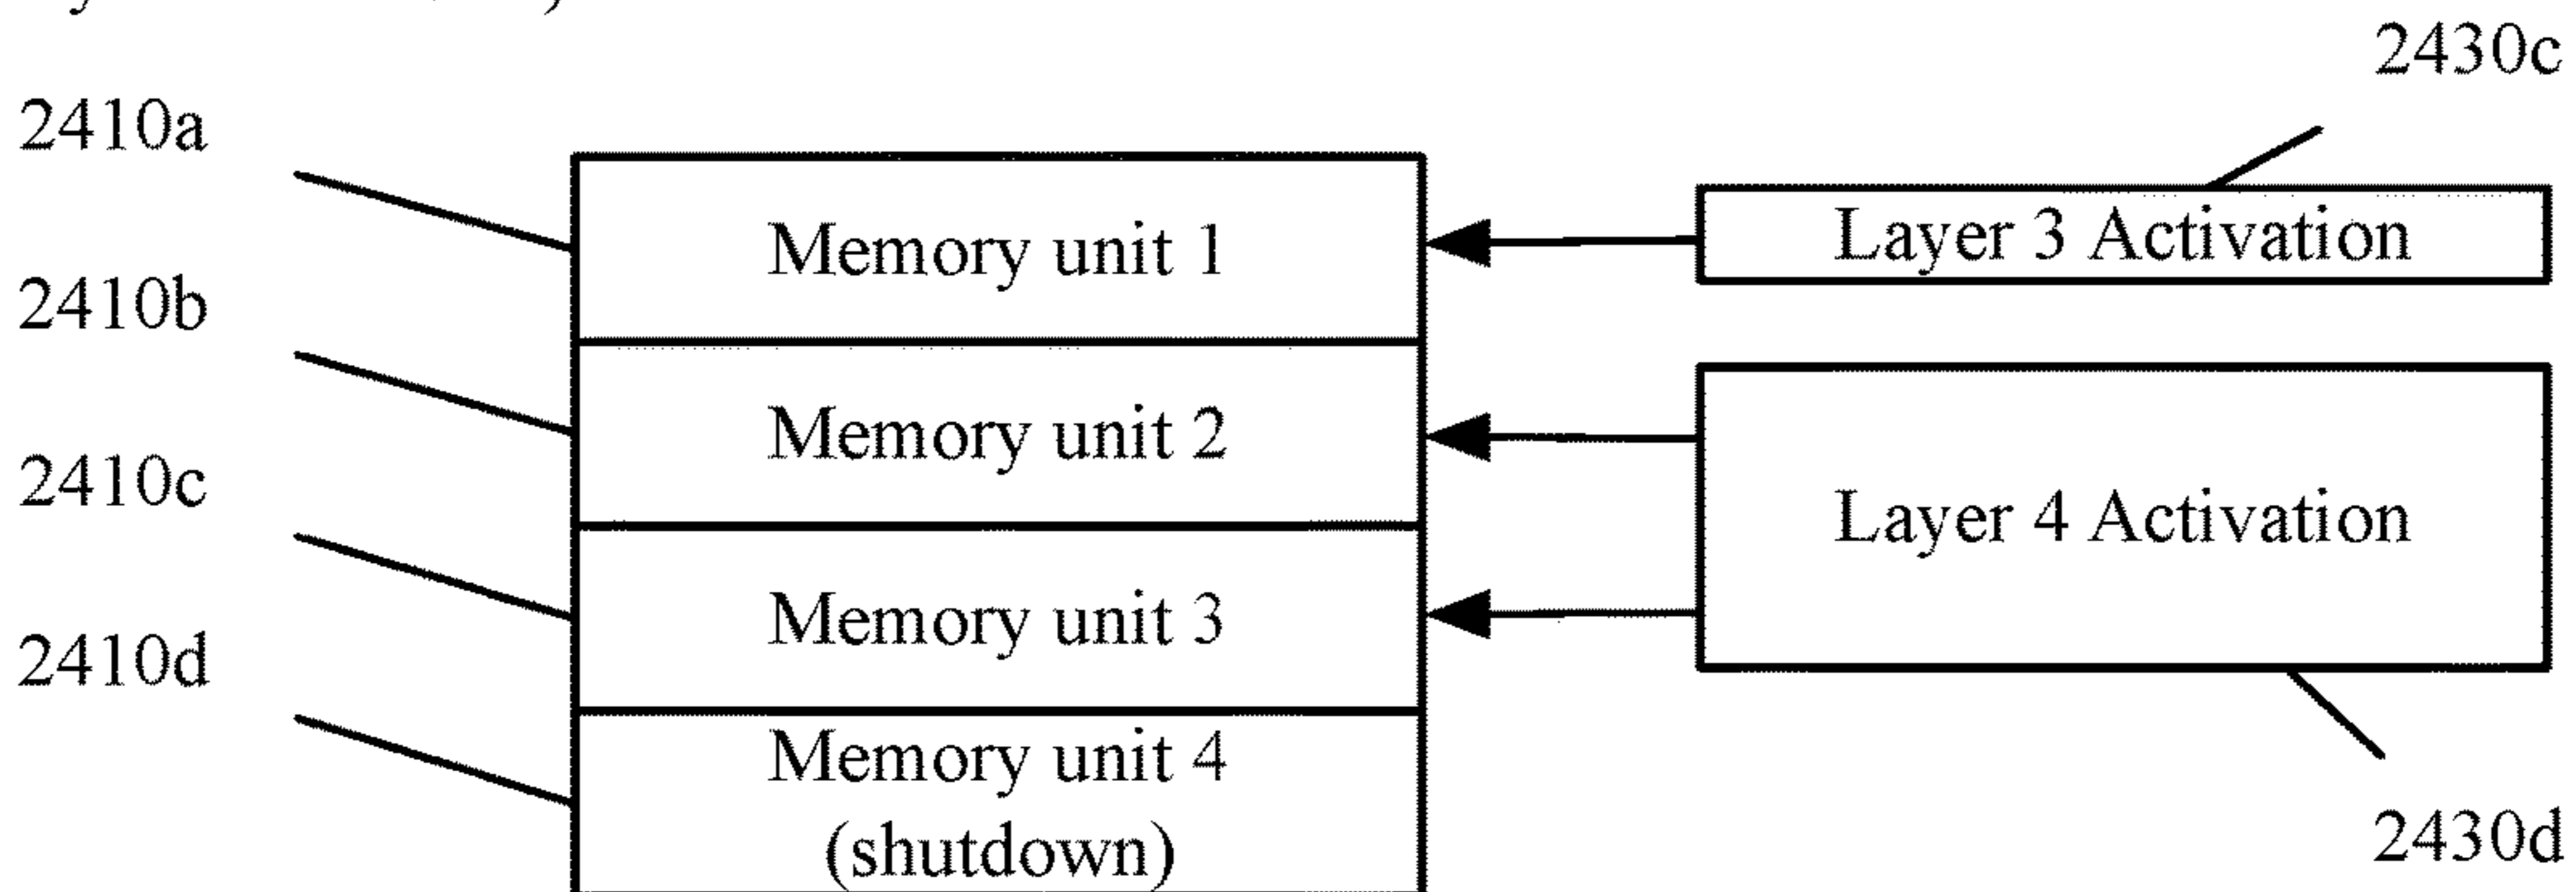 2430c
2410a
Memory unit 1
Layer 3 Activation
2410b
Memory unit 2
2410c
Layer 4 Activation
Memory unit 3
2410d
Memory unit 4
(shutdown)
2430d